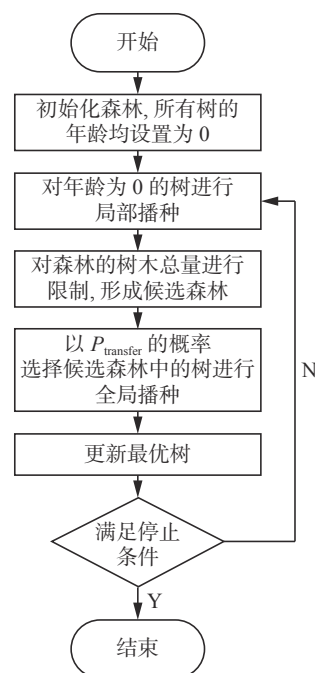 开始
初始化森林, 所有树的
年龄均设置为 0
对年龄为 0 的树进行
局部播种
对森林的树木总量进行
限制, 形成候选森林
以 P_transfer 的概率
选择候选森林中的树进行
全局播种
N
更新最优树
满足停止
条件
Y
结束